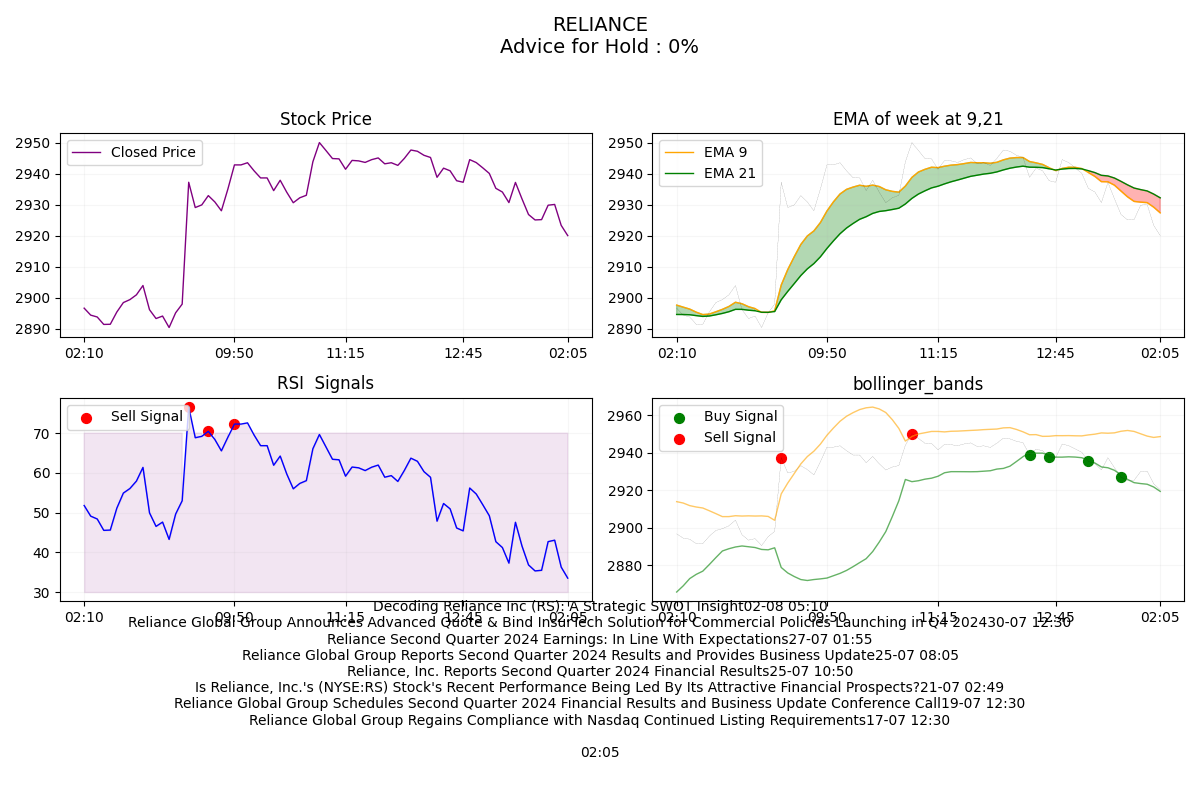 RELIANCE
Advice for Hold : 0%
Stock Price
Closed Price
2950
2940
2930
2920
2910
2900
2890
02:10 09:50 11:15 12:45 02:05
EMA of week at 9,21
EMA 9
EMA 21
2950
2940
2930
2920
2910
2900
2890
02:10 09:50 11:15 12:45 02:05
RSI Signals
Sell Signal
70
60
50
40
30
02:10 09:50 11:15 12:45 02:05
bollinger_bands
Buy Signal
Sell Signal
2960
2940
2920
2900
2880
02:10 09:50 11:15 12:45 02:05
Decoding Reliance Inc (RS): A Strategic SWOT Insight02-08 05:10
Reliance Global Group Announces Advanced Quote & Bind InsurTech Solution for Commercial Policies Launching in Q4 202430-07 12:30
Reliance Second Quarter 2024 Earnings: In Line With Expectations27-07 01:55
Reliance Global Group Reports Second Quarter 2024 Results and Provides Business Update25-07 08:05
Reliance, Inc. Reports Second Quarter 2024 Financial Results25-07 10:50
Is Reliance, Inc.'s (NYSE:RS) Stock's Recent Performance Being Led By Its Attractive Financial Prospects?21-07 02:49
Reliance Global Group Schedules Second Quarter 2024 Financial Results and Business Update Conference Call19-07 12:30
Reliance Global Group Regains Compliance with Nasdaq Continued Listing Requirements17-07 12:30
02:05